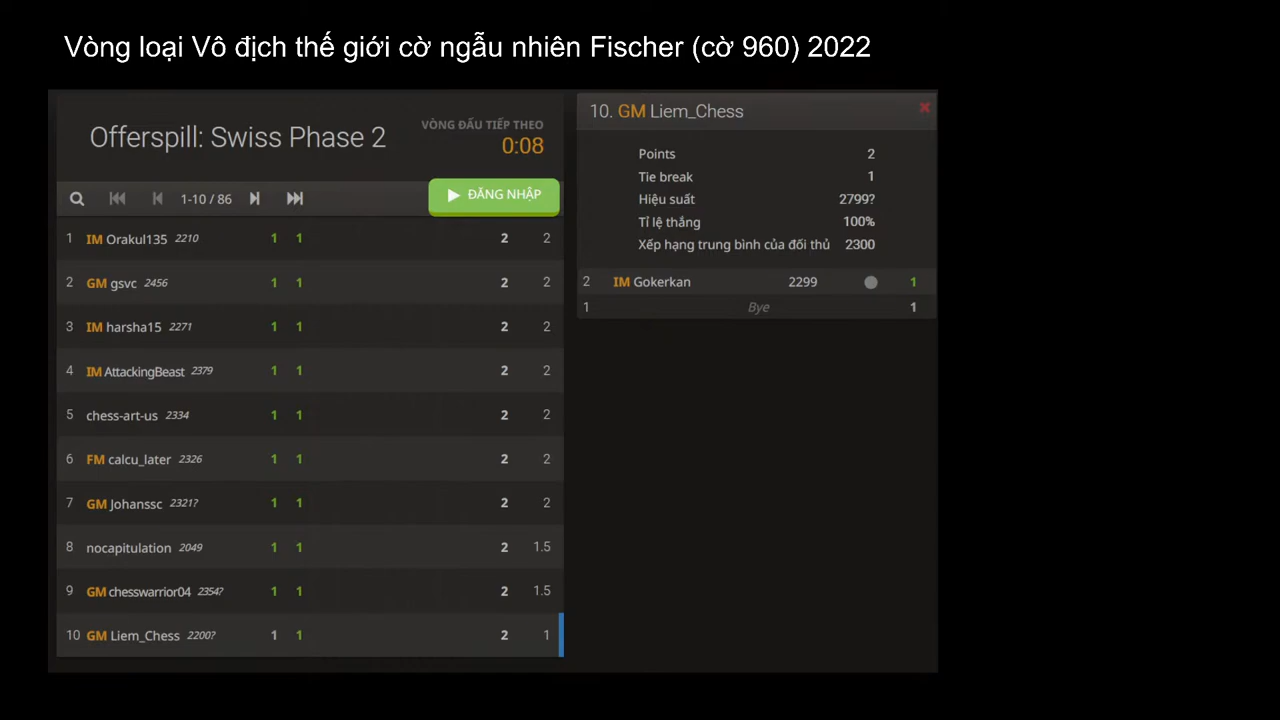 Vòng loại Vô địch thế giới cờ ngẫu nhiên Fischer (cờ 960) 2022
Offerspill: Swiss Phase 2
VÒNG ĐẤU TIẾP THEO
0:08
1-10 / 86
ĐĂNG NHẬP
1 IM Orakul135 2210 1 1 2 2
2 GM gsvc 2456 1 1 2 2
3 IM harsha15 2271 1 1 2 2
4 IM AttackingBeast 2379 1 1 2 2
5 chess-art-us 2334 1 1 2 2
6 FM calcu_later 2326 1 1 2 2
7 GM Johanssc 2321? 1 1 2 2
8 nocapitulation 2049 1 1 2 1.5
9 GM chesswarrior04 2354? 1 1 2 1.5
10 GM Liem_Chess 2200? 1 1 2 1
10. GM Liem_Chess
Points 2
Tie break 1
Hiệu suất 2799?
Tỉ lệ thắng 100%
Xếp hạng trung bình của đối thủ 2300
2 IM Gokerkan 2299 1
1 Bye 1